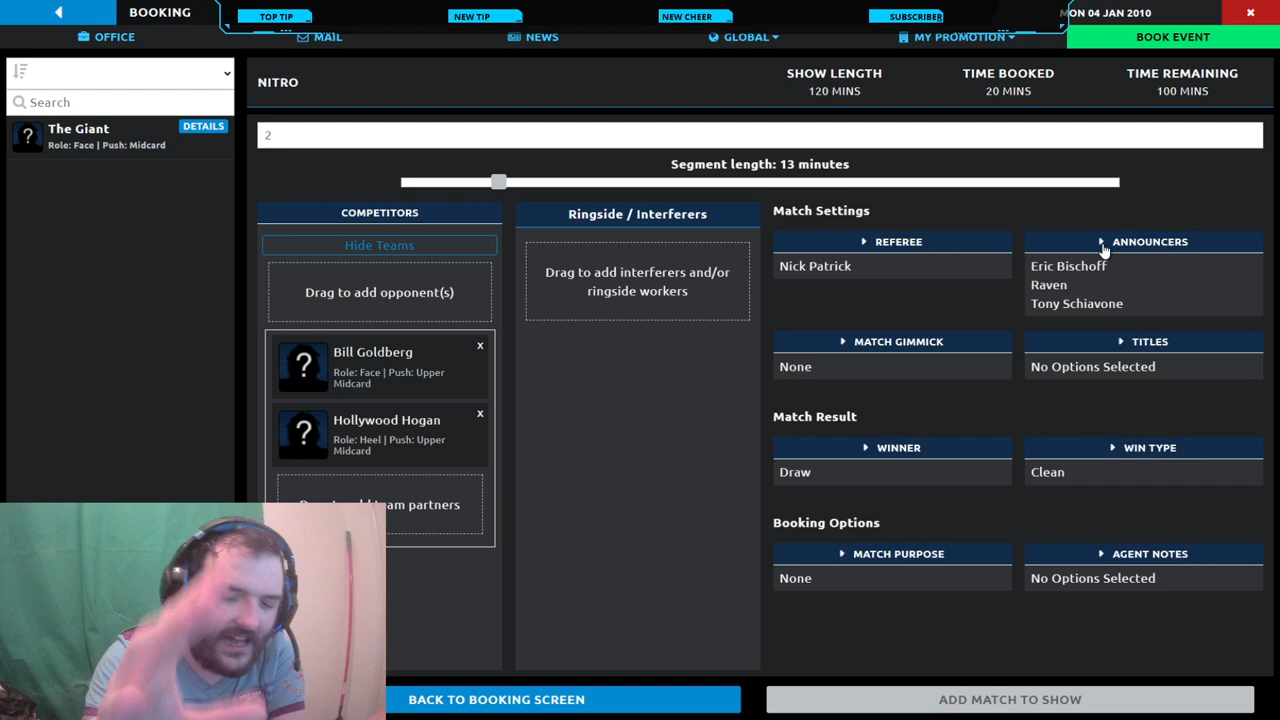 BOOKING
TOP TIP
NEW TIP
NEW CHEER
SUBSCRIBER
MON 04 JAN 2010
OFFICE
MAIL
NEWS
GLOBAL
MY PROMOTION
BOOK EVENT
Search
The Giant
DETAILS
Role: Face | Push: Midcard
NITRO
SHOW LENGTH
120 MINS
TIME BOOKED
20 MINS
TIME REMAINING
100 MINS
2
Segment length: 13 minutes
COMPETITORS
Hide Teams
Drag to add opponent(s)
Bill Goldberg
x
Role: Face | Push: Upper
Midcard
Hollywood Hogan
x
Role: Heel | Push: Upper
Midcard
partners
Ringside / Interferers
Drag to add interferers and/or
ringside workers
Match Settings
REFEREE
Nick Patrick
ANNOUNCERS
Eric Bischoff
Raven
Tony Schiavone
MATCH GIMMICK
None
TITLES
No Options Selected
Match Result
WINNER
Draw
WIN TYPE
Clean
Booking Options
MATCH PURPOSE
None
AGENT NOTES
No Options Selected
BACK TO BOOKING SCREEN
ADD MATCH TO SHOW